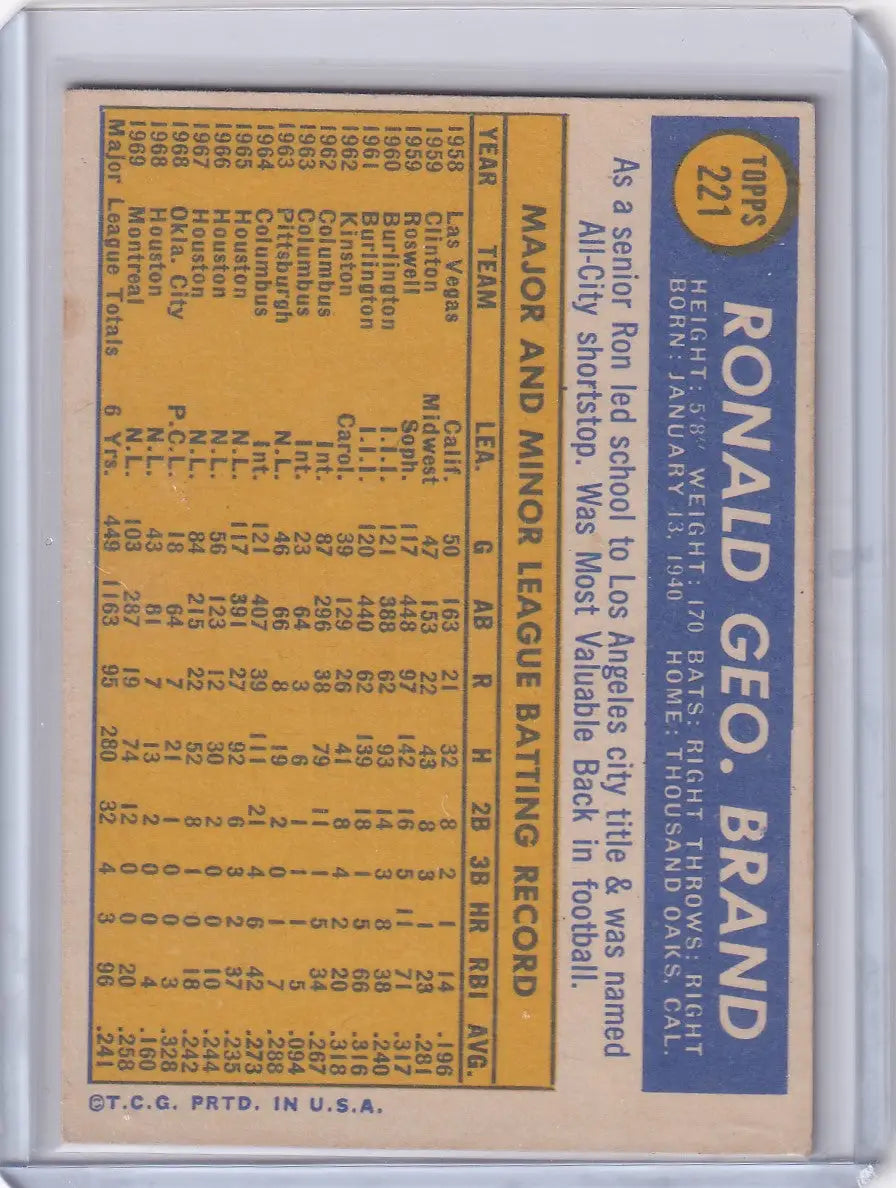 TOPPS
221
RONALD GEO. BRAND
HEIGHT: 5'8" WEIGHT: 170 BATS: RIGHT THROWS: RIGHT
BORN: JANUARY 13, 1940 HOME: THOUSAND OAKS, CAL.
As a senior Ron led school to Los Angeles city title & was named
All-City shortstop. Was Most Valuable Back in football.
MAJOR AND MINOR LEAGUE BATTING RECORD
YEAR TEAM LEA. G AB R H 2B 3B HR RBI AVG.
1958 Las Vegas Calif. 50 163 21 32 8 2 1 14 .196
1959 Clinton Midwest 47 153 22 43 8 3 1 23 .281
1959 Roswell Soph. 117 448 97 142 16 5 11 71 .317
1960 Burlington I.I.I. 121 388 62 93 14 3 8 38 .240
1961 Burlington I.I.I. 120 440 62 139 18 1 5 66 .316
1962 Kinston Carol. 39 129 26 41 8 4 2 20 .318
1962 Columbus Int. 87 296 38 79 11 1 5 34 .267
1963 Columbus Int. 23 64 3 6 1 1 1 5 .094
1963 Pittsburgh N.L. 46 66 8 19 2 0 1 7 .288
1964 Columbus Int. 121 407 39 111 21 4 6 42 .273
1965 Houston N.L. 117 391 27 92 6 3 2 37 .235
1966 Houston N.L. 56 123 12 30 2 0 0 10 .244
1967 Houston N.L. 84 215 22 52 8 1 0 18 .242
1968 Okla. City P.C.L. 18 64 7 21 1 0 0 3 .328
1968 Houston N.L. 43 81 7 13 2 0 0 4 .160
1969 Montreal N.L. 103 287 19 74 12 0 0 20 .258
Major League Totals 6 Yrs. 449 1163 95 280 32 4 3 96 .241
©T.C.G. PRTD. IN U.S.A.